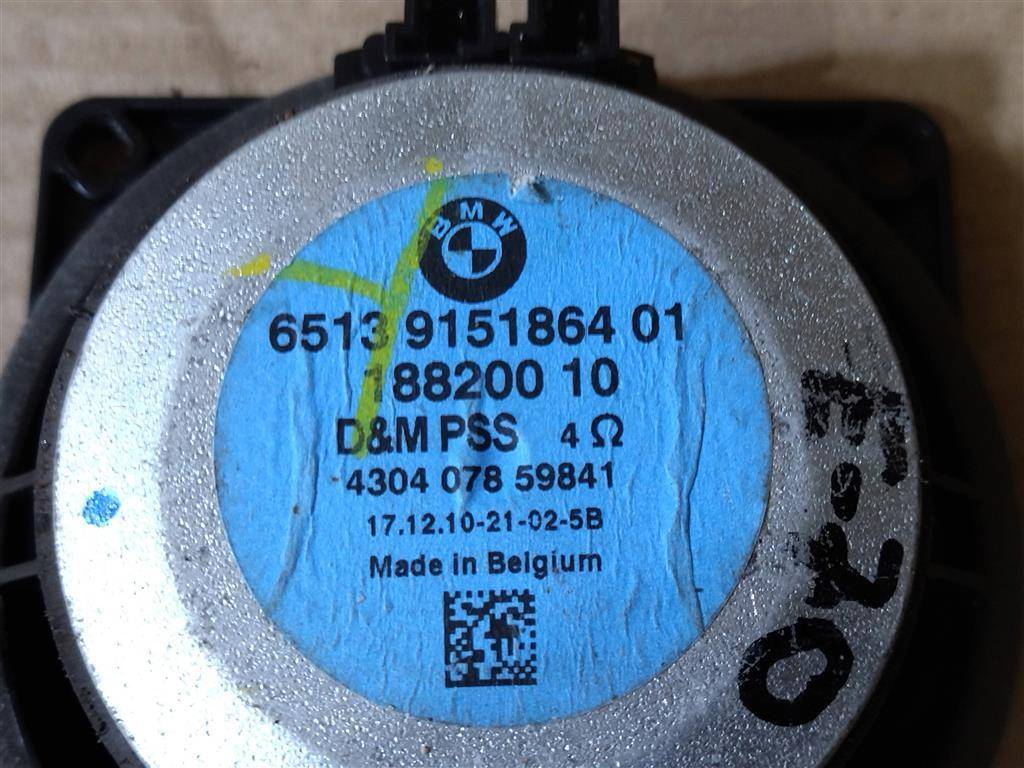 BMW
6513 9151864 01
188200 10
D&M PSS 4 Ω
4304 078 59841
17.12.10-21-02-5B
Made in Belgium
E-70